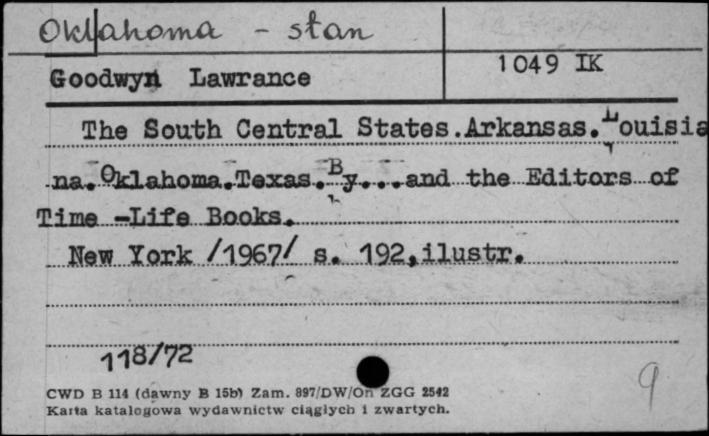 Oklahoma - stan
Goodwyn Lawrance
1049 IK
The South Central States.Arkansas.Louisia
na.Oklahoma.Texas.By...and the Editors of
Time -Life Books.
New York /1967/ s. 192,ilustr.
118/72
9
CWD B 114 (dawny B 15b) Zam. 897/DW/On ZGG 2542
Karta katalogowa wydawnictw ciągłych i zwartych.